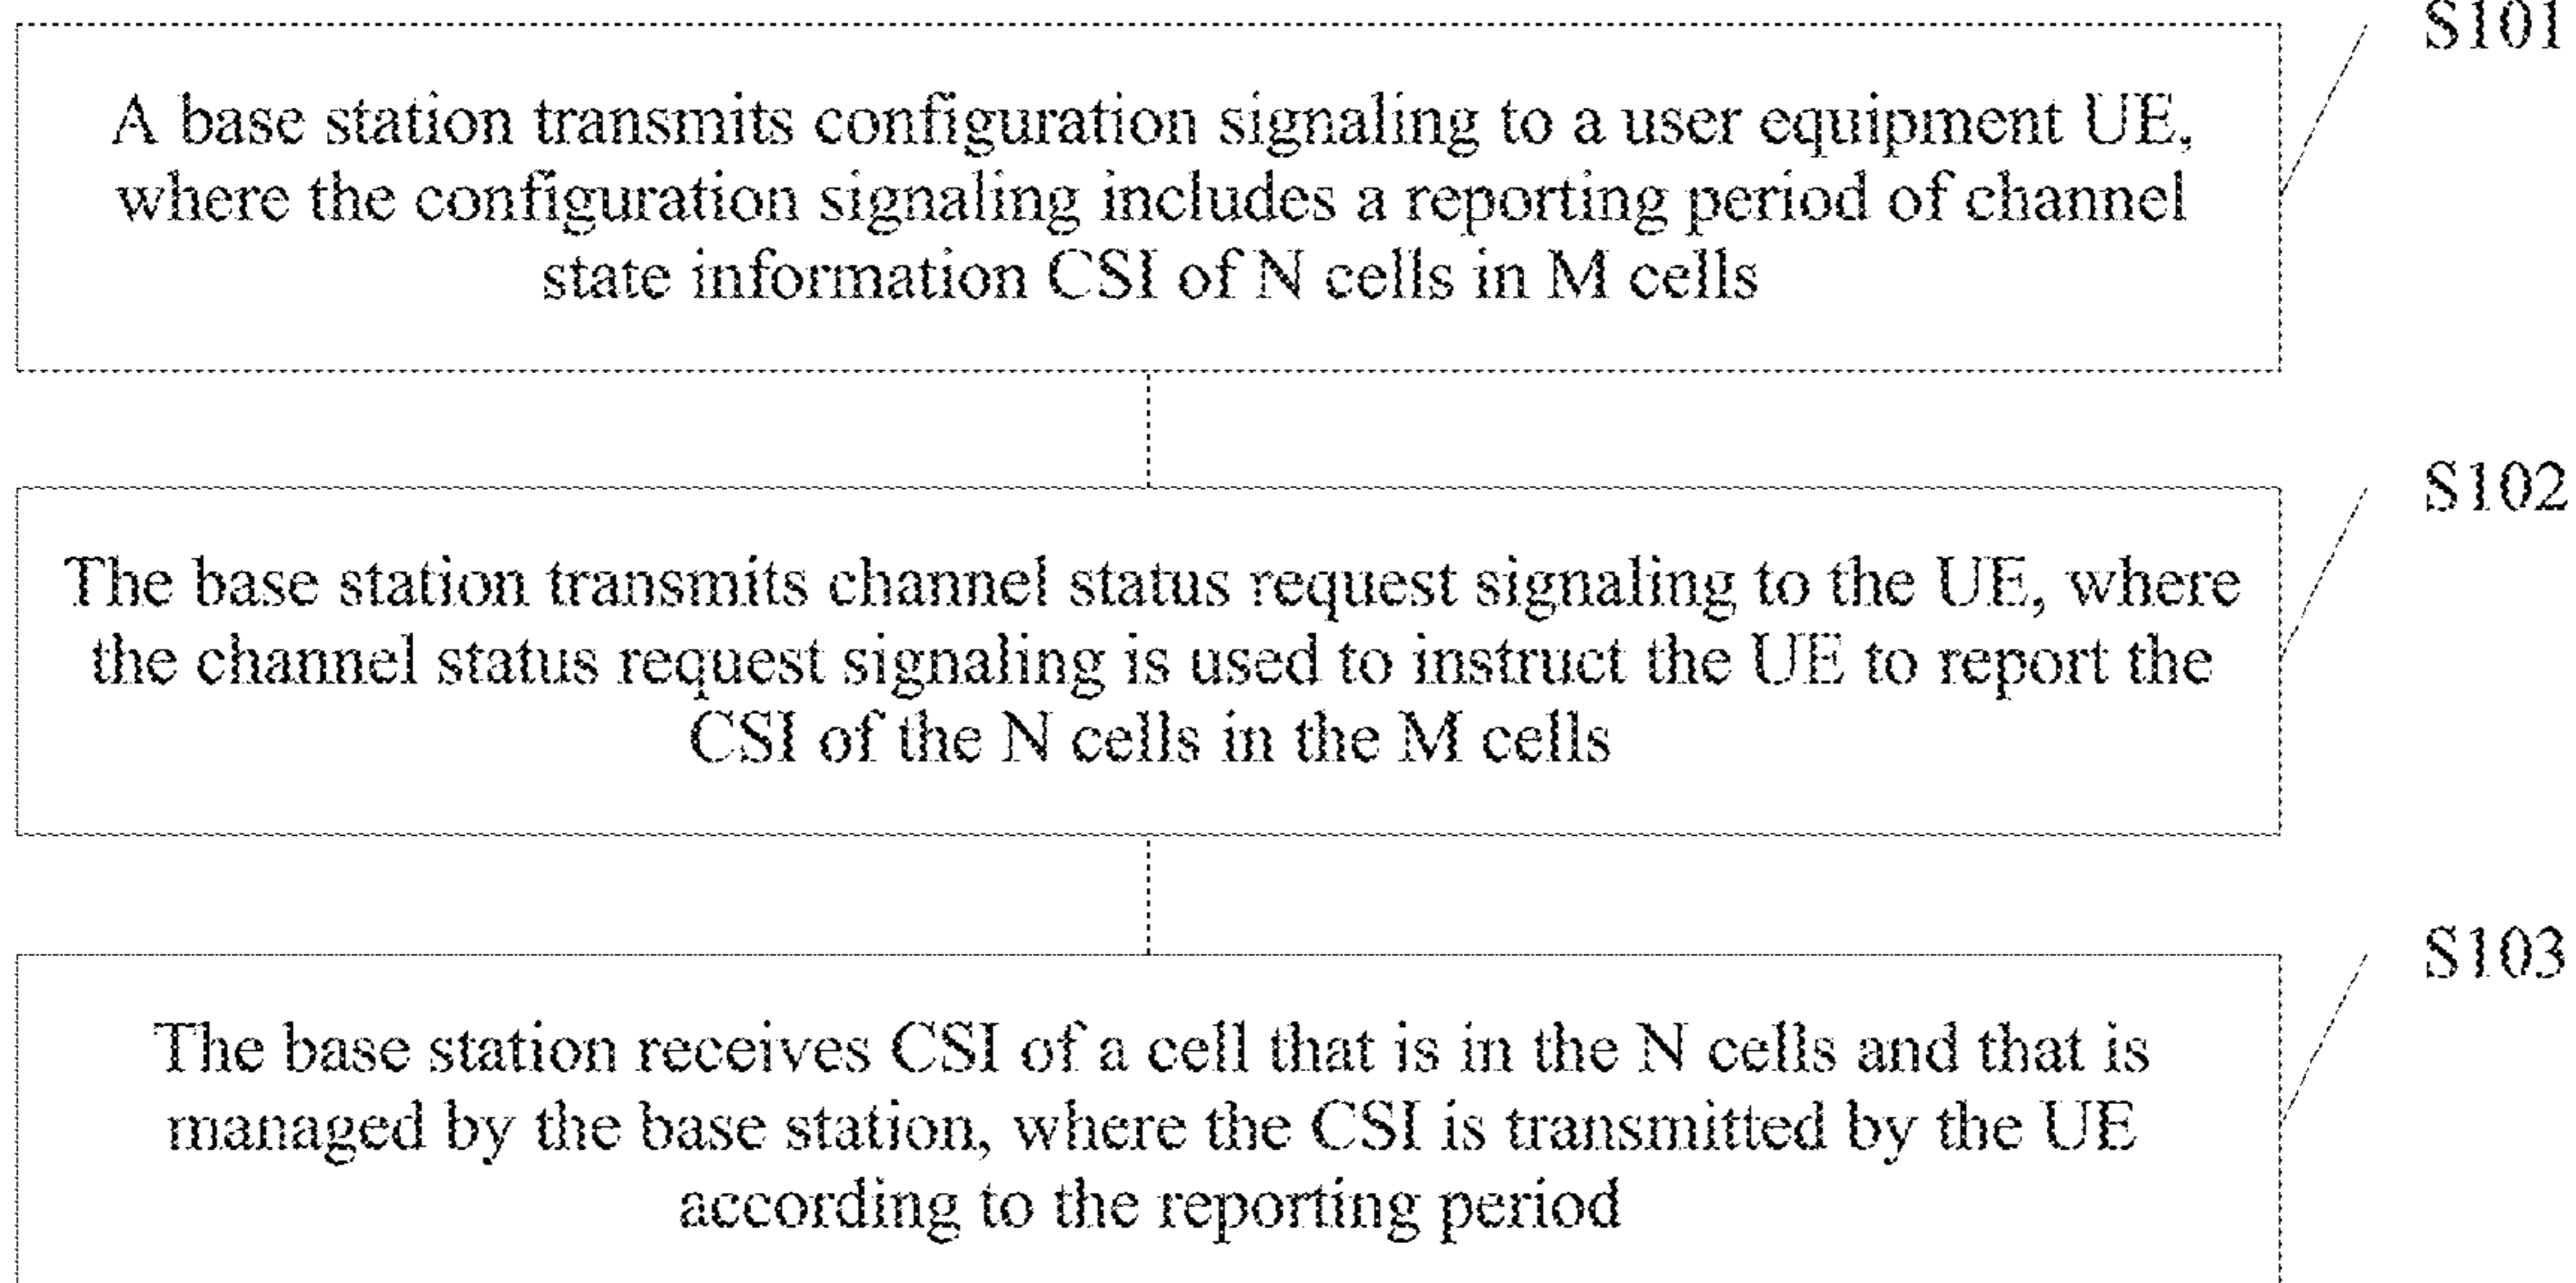 S101
A base station transmits configuration signaling to a user equipment UE,
where the configuration signaling includes a reporting period of channel
state information CSI of N cells in M cells
S102
The base station transmits channel status request signaling to the UE, where
the channel status request signaling is used to instruct the UE to report the
CSI of the N cells in the M cells
S103
The base station receives CSI of a cell that is in the N cells and that is
managed by the base station, where the CSI is transmitted by the UE
according to the reporting period